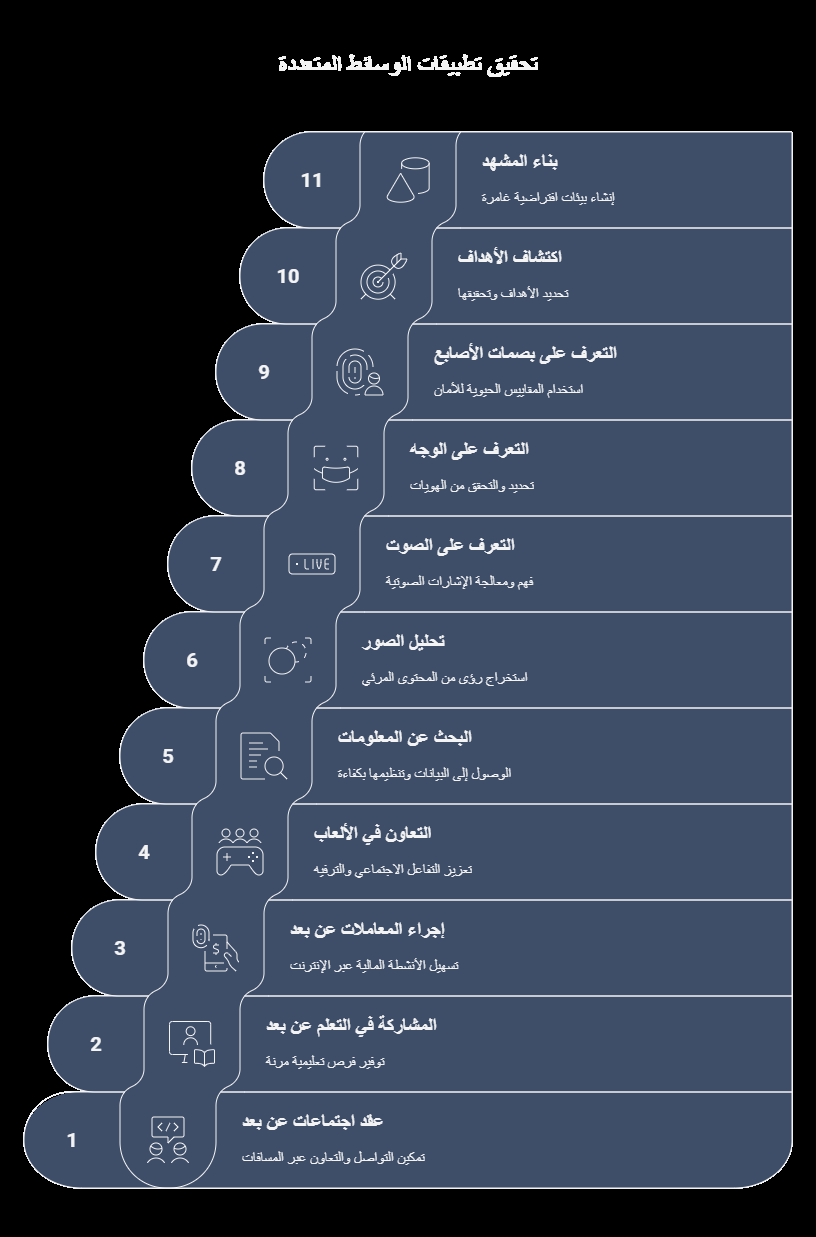 تحقيق تطبيقات الوسائط المتعددة
11
بناء المشهد
إنشاء بيئات افتراضية غامرة
10
اكتشاف الأهداف
تحديد الأهداف وتحقيقها
9
التعرف على بصمات الأصابع
استخدام المقاييس الحيوية للأمان
8
التعرف على الوجه
تحديد والتحقق من الهويات
7
LIVE
التعرف على الصوت
فهم ومعالجة الإشارات الصوتية
6
تحليل الصور
استخراج رؤى من المحتوى المرئي
5
البحث عن المعلومات
الوصول إلى البيانات وتنظيمها بكفاءة
4
التعاون في الألعاب
تعزيز التفاعل الاجتماعي والترفيه
3
$
إجراء المعاملات عن بعد
تسهيل الأنشطة المالية عبر الإنترنت
2
المشاركة في التعلم عن بعد
توفير فرص تعليمية مرنة
1
</>
عقد اجتماعات عن بعد
تمكين التواصل والتعاون عبر المسافات